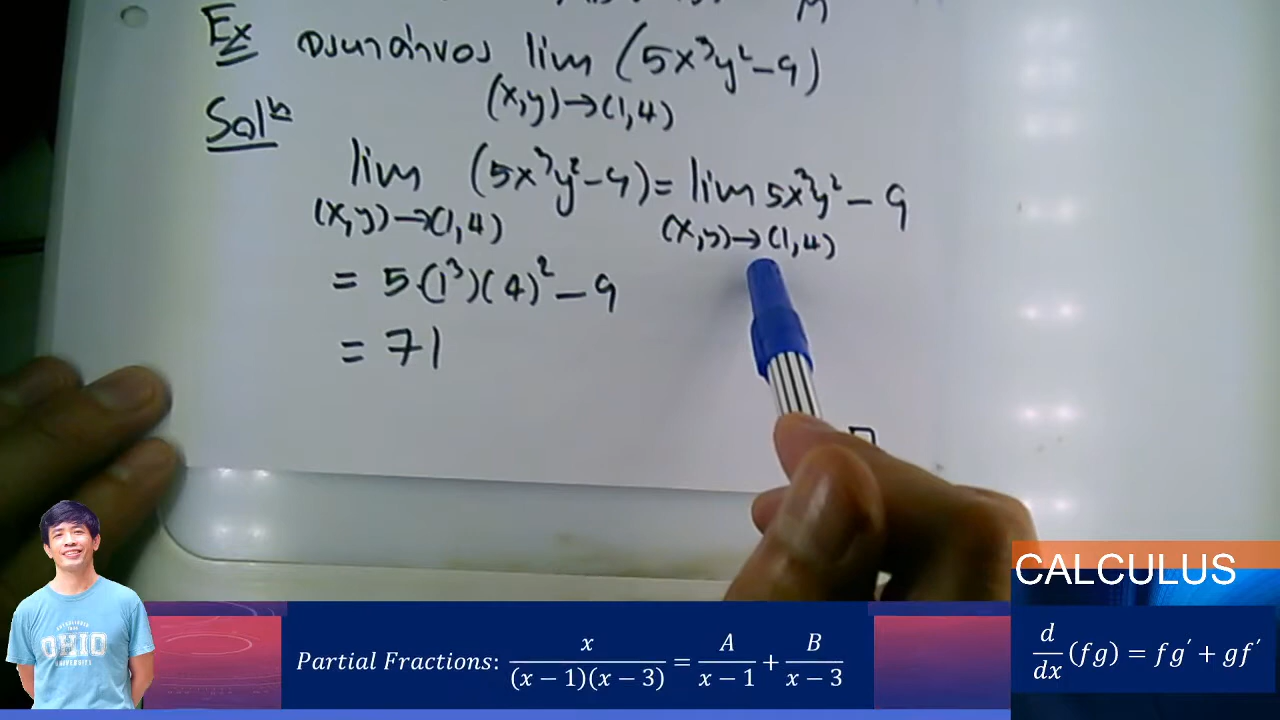 Ex จงหาค่าของ lim (5x³y²-9)
(x,y)→(1,4)
Solⁿ
lim (5x³y²-9) = lim 5x³y² - 9
(x,y)→(1,4) (x,y)→(1,4)
= 5·(1³)(4)² - 9
= 71
OHIO
UNIVERSITY
CALCULUS
Partial Fractions: x/((x-1)(x-3)) = A/(x-1) + B/(x-3)
d/dx (fg) = fg′ + gf′